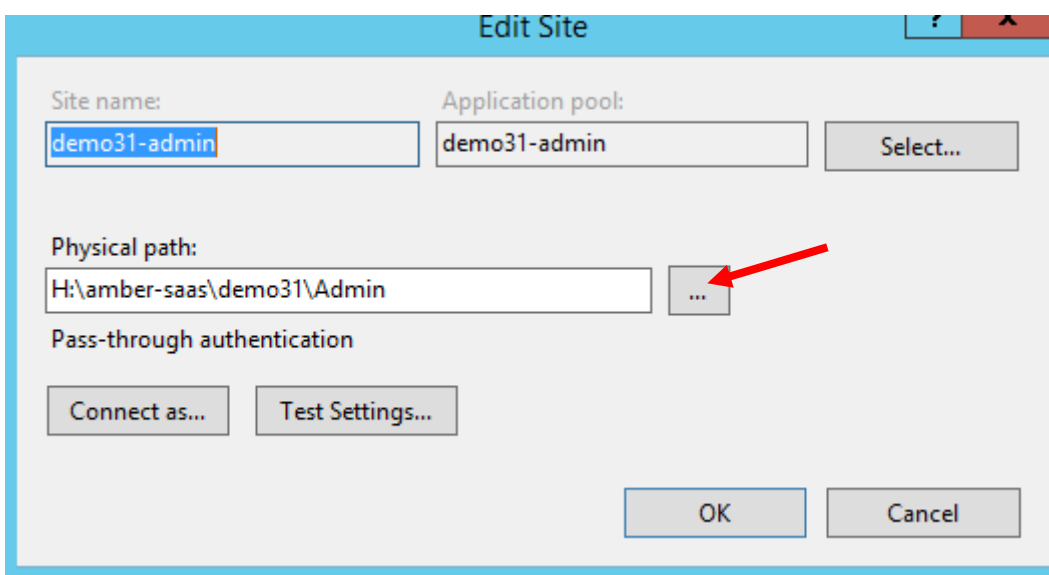 Edit Site
?
x
Site name:
Application pool:
demo31-admin
demo31-admin
Select...
Physical path:
H:\amber-saas\demo31\Admin
...
Pass-through authentication
Connect as...
Test Settings...
OK
Cancel